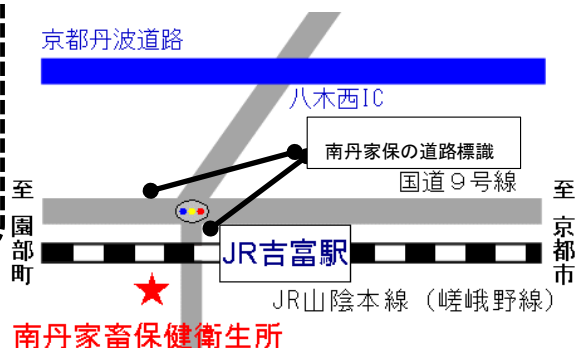 京都丹波道路
八木西IC
南丹家保の道路標識
国道９号線
至
園
部
町
至
京
都
市
JR吉富駅
JR山陰本線（嵯峨野線）
南丹家畜保健衛生所